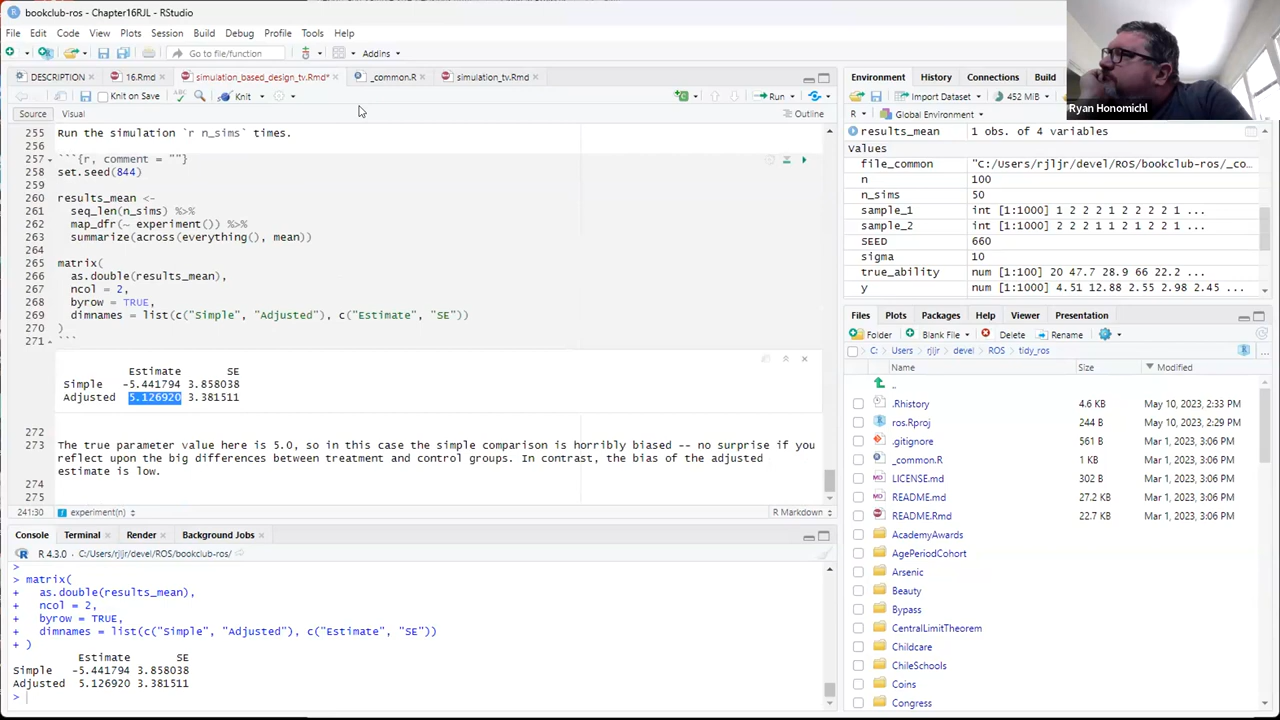 bookclub-ros - Chapter16RJL - RStudio
File Edit Code View Plots Session Build Debug Profile Tools Help
Go to file/function Addins
DESCRIPTION 16.Rmd simulation_based_design_tv.Rmd* _common.R simulation_tv.Rmd
Knit on Save Knit Run
Source Visual Outline
255 Run the simulation `r n_sims` times.
256
257 ```{r, comment = ""}
258 set.seed(844)
259
260 results_mean <-
261 seq_len(n_sims) %>%
262 map_dfr(~ experiment()) %>%
263 summarize(across(everything(), mean))
264
265 matrix(
266 as.double(results_mean),
267 ncol = 2,
268 byrow = TRUE,
269 dimnames = list(c("Simple", "Adjusted"), c("Estimate", "SE"))
270 )
271 ```
Estimate SE
Simple -5.441794 3.858038
Adjusted 5.126920 3.381511
272
273 The true parameter value here is 5.0, so in this case the simple comparison is horribly biased -- no surprise if you
reflect upon the big differences between treatment and control groups. In contrast, the bias of the adjusted
estimate is low.
274
275
241:30 experiment(n) R Markdown
Console Terminal Render Background Jobs
R 4.3.0 · C:/Users/rjljr/devel/ROS/bookclub-ros/
>
> matrix(
+ as.double(results_mean),
+ ncol = 2,
+ byrow = TRUE,
+ dimnames = list(c("Simple", "Adjusted"), c("Estimate", "SE"))
+ )
Estimate SE
Simple -5.441794 3.858038
Adjusted 5.126920 3.381511
>
Ryan Honomichl
Environment History Connections Build
Import Dataset 452 MiB
R Global Environment
results_mean 1 obs. of 4 variables
values
file_common "C:/Users/rjljr/devel/ROS/bookclub-ros/_co…
n 100
n_sims 50
sample_1 int [1:1000] 1 2 2 2 1 2 2 2 2 1 ...
sample_2 int [1:1000] 2 2 2 1 2 2 2 2 1 1 ...
SEED 660
sigma 10
true_ability num [1:100] 20 47.7 28.9 66 22.2 ...
y num [1:100] 4.51 12.88 2.55 2.98 2.45 ...
Files Plots Packages Help Viewer Presentation
Folder Blank File Delete Rename
C: Users rjljr devel ROS tidy_ros
Name Size Modified
..
.Rhistory 4.6 KB May 10, 2023, 2:33 PM
ros.Rproj 244 B May 10, 2023, 2:29 PM
.gitignore 561 B Mar 1, 2023, 3:06 PM
_common.R 1 KB Mar 1, 2023, 3:06 PM
LICENSE.md 302 B Mar 1, 2023, 3:06 PM
README.md 27.2 KB Mar 1, 2023, 3:06 PM
README.Rmd 22.7 KB Mar 1, 2023, 3:06 PM
AcademyAwards
AgePeriodCohort
Arsenic
Beauty
Bypass
CentralLimitTheorem
Childcare
ChileSchools
Coins
Congress